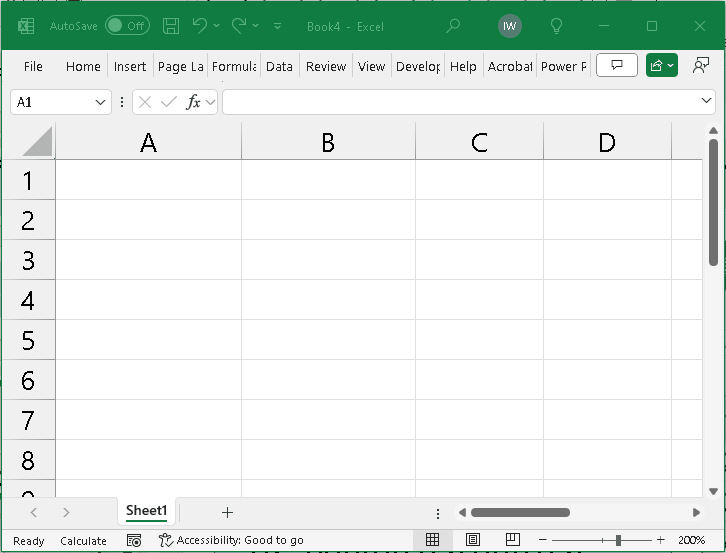 AutoSave Off Book4 - Excel IW
File Home Insert Page La Formula Data Review View Develop Help Acrobat Power P
A1 fx
A B C D
1
2
3
4
5
6
7
8
9
Sheet1
Ready Calculate Accessibility: Good to go 200%